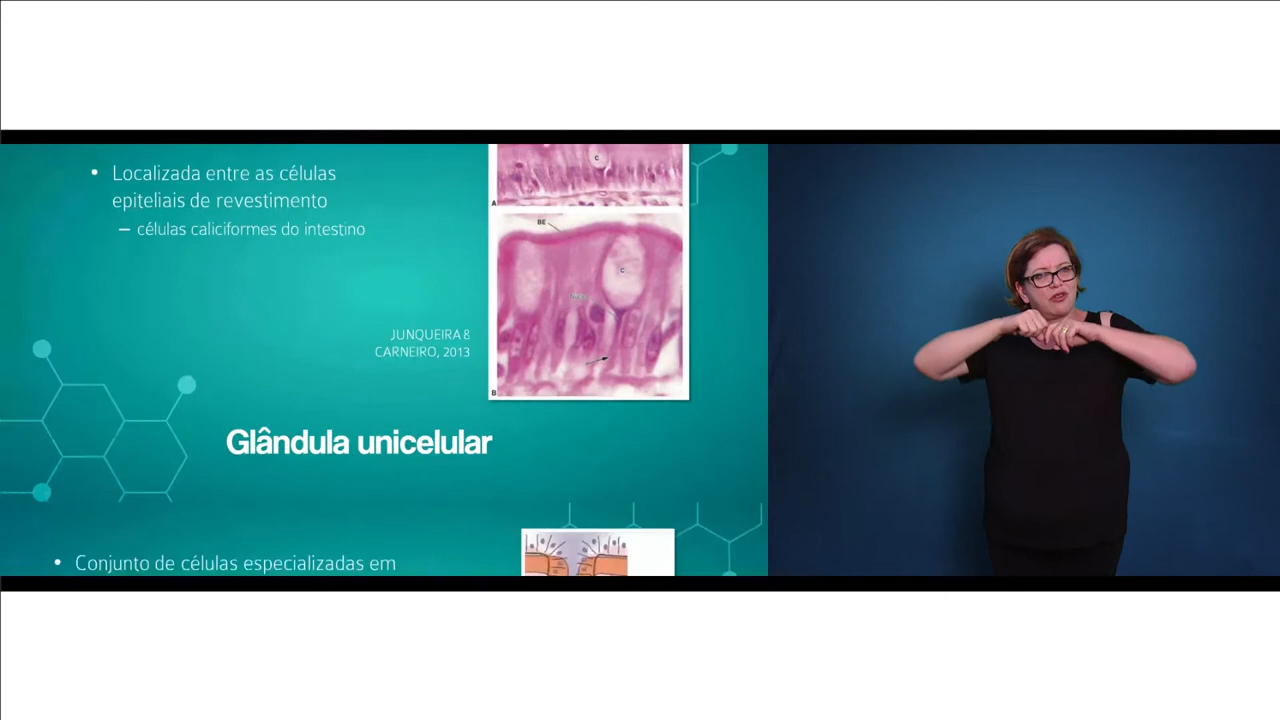 • Localizada entre as células
epiteliais de revestimento
– células caliciformes do intestino
C
A
BE
C
B
JUNQUEIRA &
CARNEIRO, 2013
Glândula unicelular
• Conjunto de células especializadas em